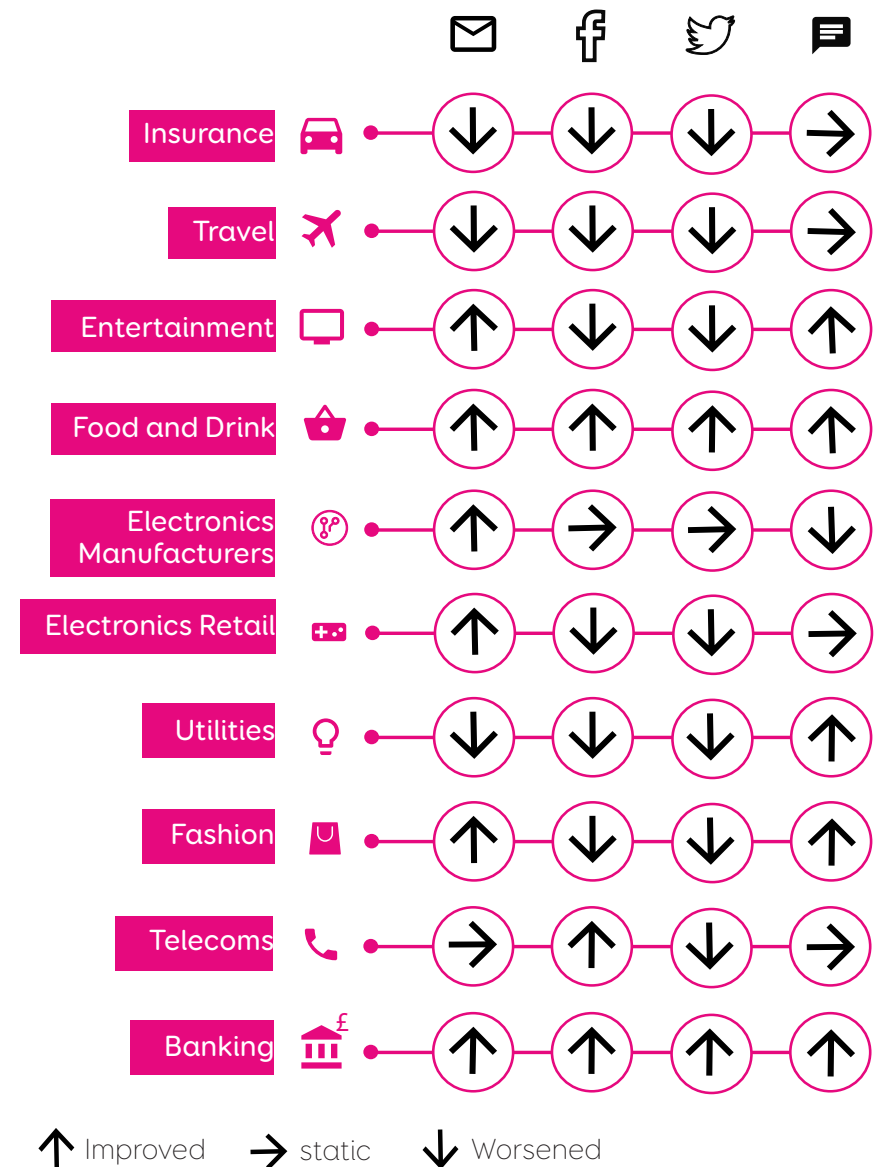 Insurance
Travel
Entertainment
Food and Drink
Electronics
Manufacturers
Electronics Retail
Utilities
Fashion
Telecoms
£
Banking
Improved
static
Worsened